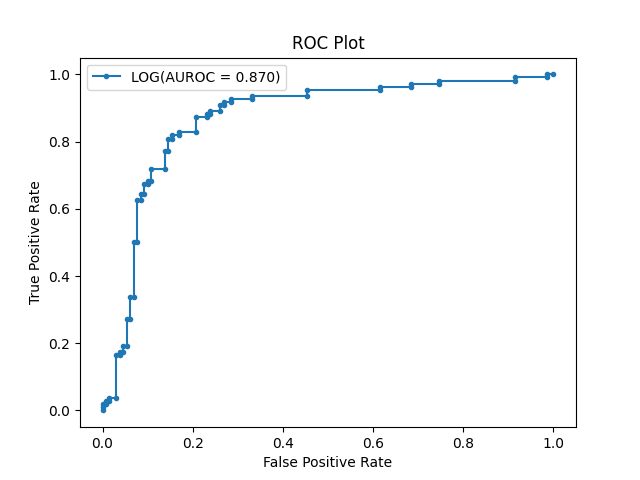 ROC Plot
LOG(AUROC = 0.870)
1.0
0.8
0.6
0.4
0.2
0.0
True Positive Rate
0.0 0.2 0.4 0.6 0.8 1.0
False Positive Rate